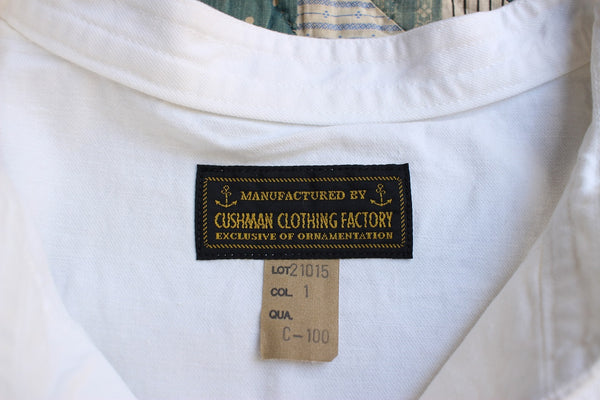 MANUFACTURED BY
CUSHMAN CLOTHING FACTORY
EXCLUSIVE OF ORNAMENTATION
LOT 21015
COL. 1
QUA.
C-100